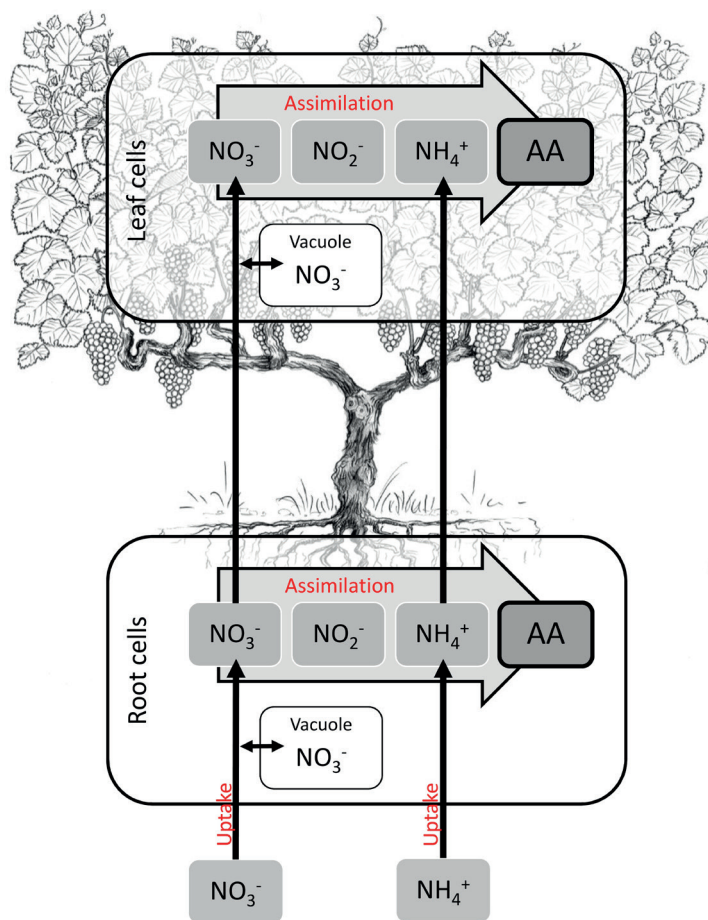 Assimilation
NO₃⁻ NO₂⁻ NH₄⁺ AA
Leaf cells
Vacuole
NO₃⁻
Assimilation
NO₃⁻ NO₂⁻ NH₄⁺ AA
Root cells
Vacuole
NO₃⁻
Uptake Uptake
NO₃⁻ NH₄⁺